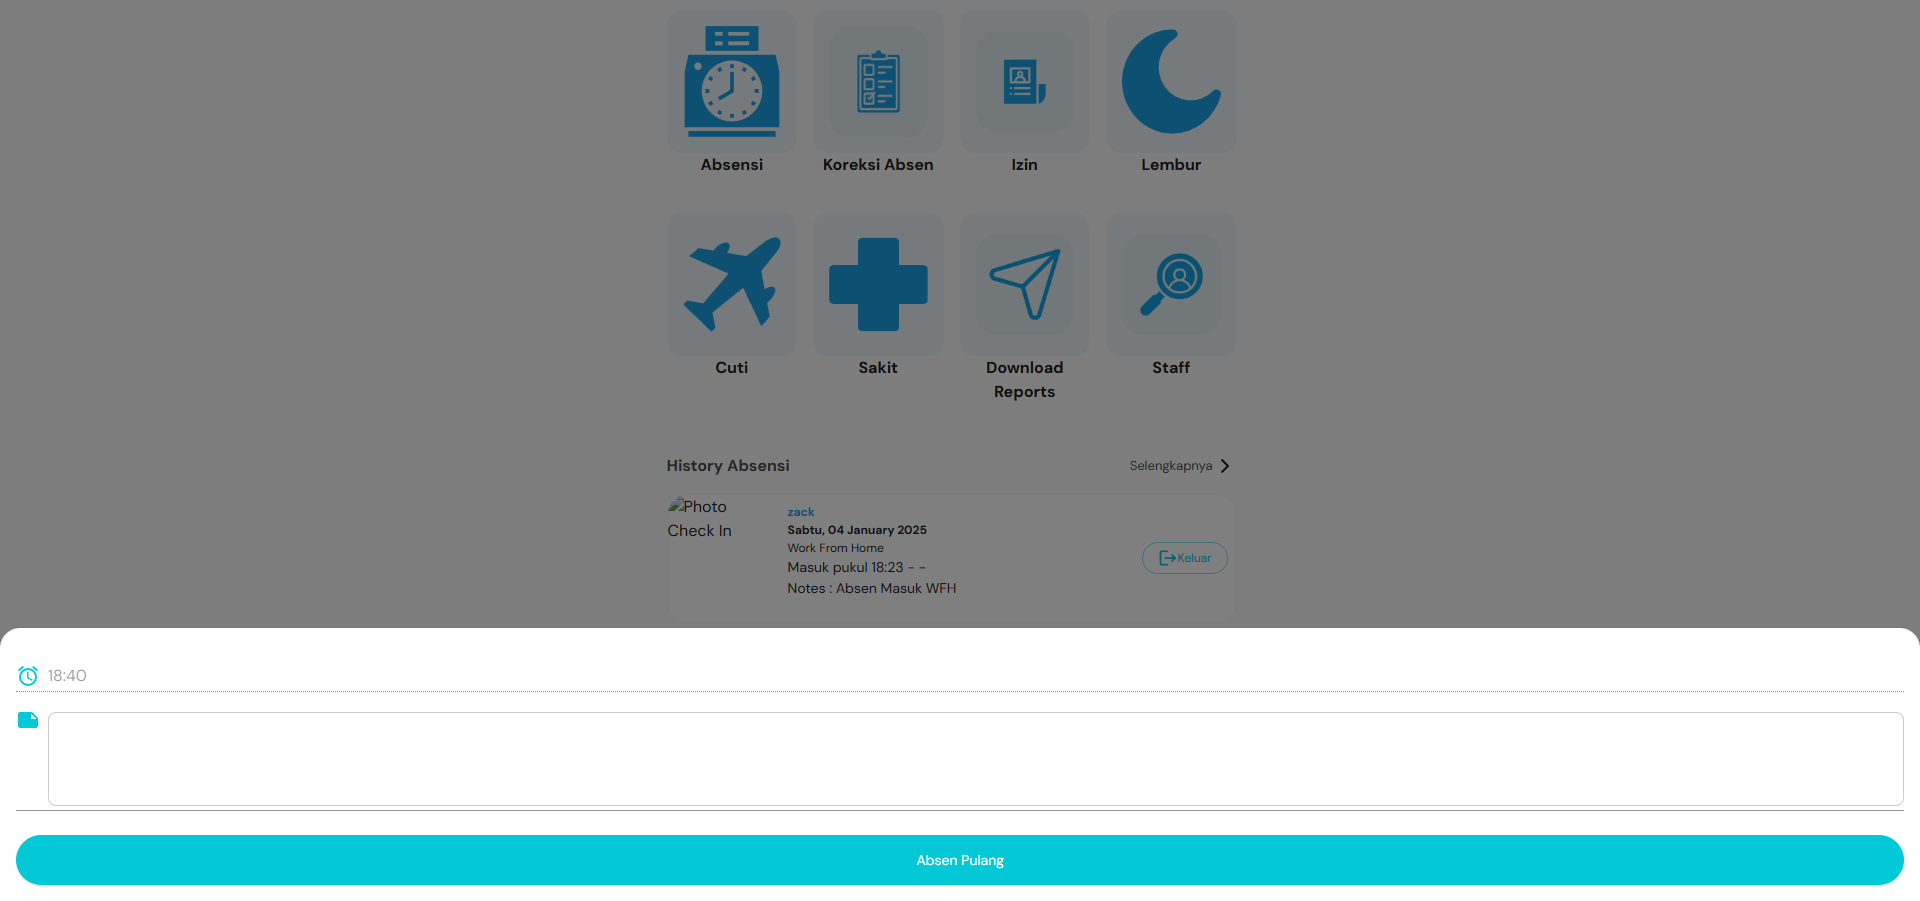 Absensi
Koreksi Absen
Izin
Lembur
Cuti
Sakit
Download
Reports
Staff
History Absensi
Selengkapnya
Photo
Check In
zack
Sabtu, 04 January 2025
Work From Home
Masuk pukul 18:23 - -
Notes : Absen Masuk WFH
Keluar
18:40
Absen Pulang